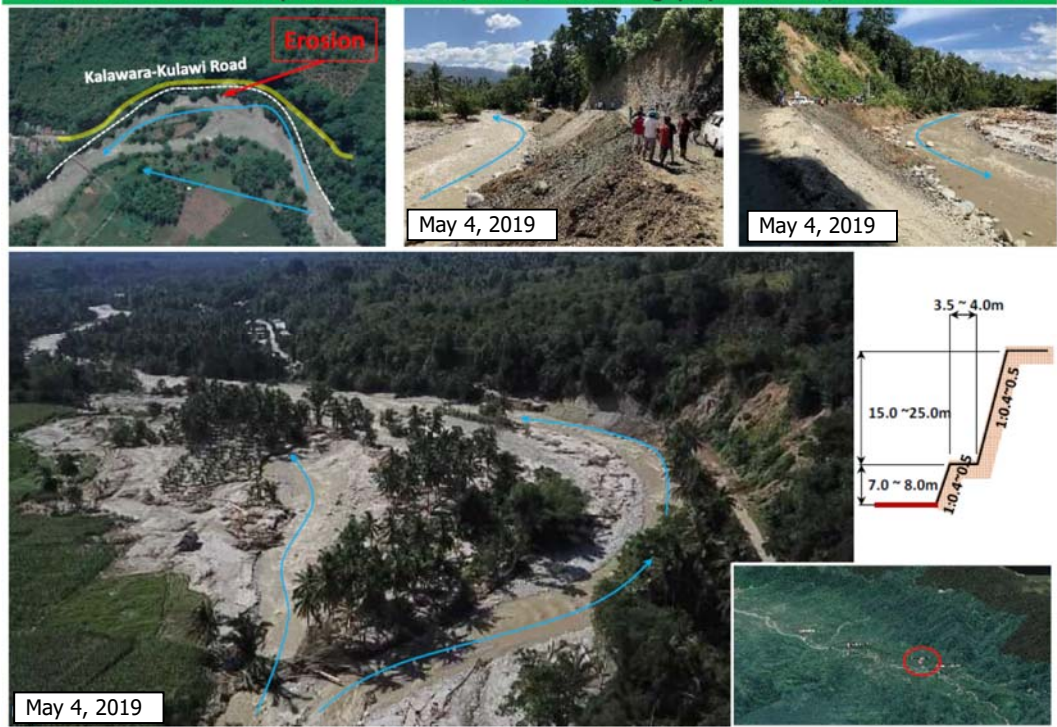 Erosion
Kalawara-Kulawi Road
May 4, 2019
May 4, 2019
3.5 ~ 4.0m
15.0 ~25.0m
1:0.4~0.5
7.0 ~ 8.0m
1:0.4~0.5
May 4, 2019